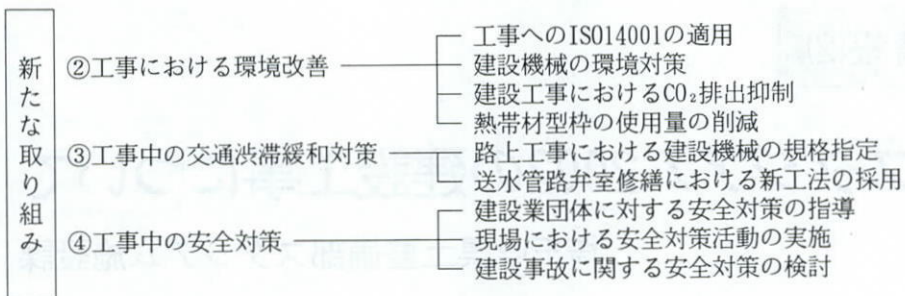 新たな取り組み
②工事における環境改善
工事へのISO14001の適用
建設機械の環境対策
建設工事におけるCO₂排出抑制
熱帯材型枠の使用量の削減
③工事中の交通渋滞緩和対策
路上工事における建設機械の規格指定
送水管路弁室修繕における新工法の採用
④工事中の安全対策
建設業団体に対する安全対策の指導
現場における安全対策活動の実施
建設事故に関する安全対策の検討